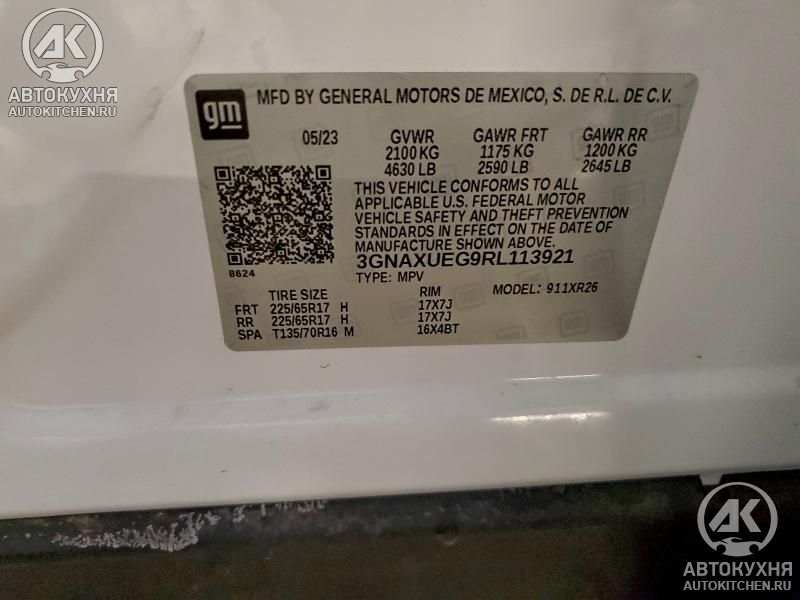 AK
АВТОКУХНЯ
AUTOKITCHEN.RU
gm MFD BY GENERAL MOTORS DE MEXICO, S. DE R.L. DE C.V.
05/23 GVWR GAWR FRT GAWR RR
2100 KG 1175 KG 1200 KG
4630 LB 2590 LB 2645 LB
THIS VEHICLE CONFORMS TO ALL
APPLICABLE U.S. FEDERAL MOTOR
VEHICLE SAFETY AND THEFT PREVENTION
STANDARDS IN EFFECT ON THE DATE OF
MANUFACTURE SHOWN ABOVE.
3GNAXUEG9RL113921
8624
TYPE: MPV MODEL: 911XR26
TIRE SIZE RIM
FRT 225/65R17 H 17X7J
RR 225/65R17 H 17X7J
SPA T135/70R16 M 16X4BT
AK
АВТОКУХНЯ
AUTOKITCHEN.RU